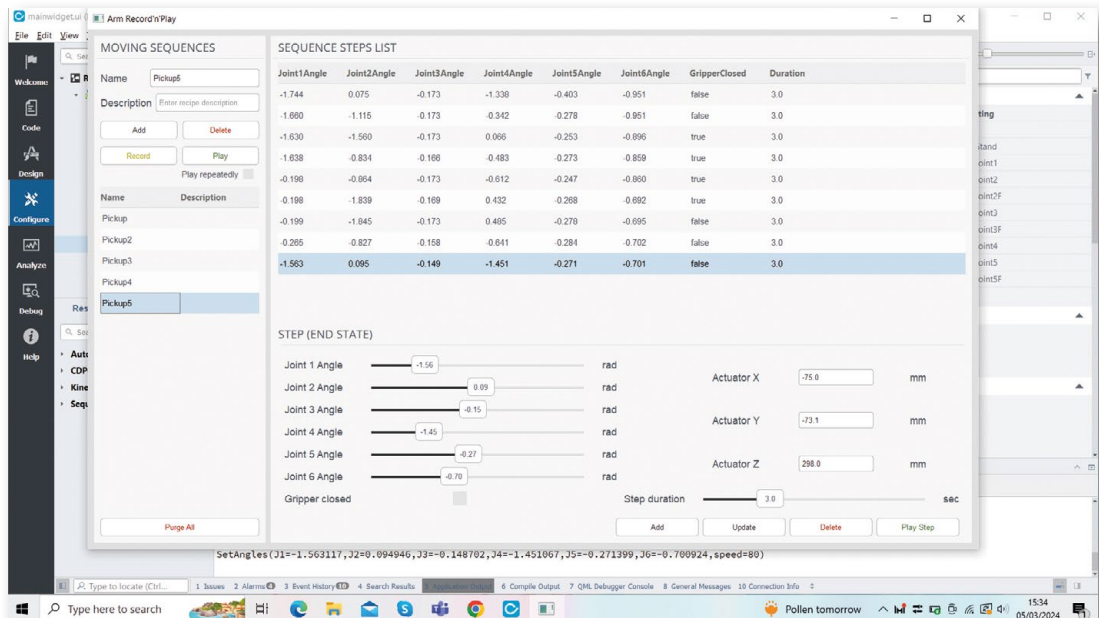 mainwidget.ui
Arm Record'n'Play
File Edit View
MOVING SEQUENCES
Name Pickup5
Description Enter recipe description
Add Delete
Record Play
Play repeatedly
Name Description
Pickup
Pickup2
Pickup3
Pickup4
Pickup5
Purge All
SEQUENCE STEPS LIST
Joint1Angle Joint2Angle Joint3Angle Joint4Angle Joint5Angle Joint6Angle GripperClosed Duration
-1.744 0.075 -0.173 -1.338 -0.403 -0.951 false 3.0
-1.660 -1.115 -0.173 -0.342 -0.278 -0.951 false 3.0
-1.630 -1.560 -0.173 0.066 -0.253 -0.896 true 3.0
-1.638 -0.834 -0.166 -0.483 -0.273 -0.859 true 3.0
-0.198 -0.864 -0.173 -0.612 -0.247 -0.860 true 3.0
-0.198 -1.839 -0.169 0.432 -0.268 -0.692 true 3.0
-0.199 -1.845 -0.173 0.485 -0.278 -0.695 false 3.0
-0.265 -0.827 -0.158 -0.641 -0.284 -0.702 false 3.0
-1.563 0.095 -0.149 -1.451 -0.271 -0.701 false 3.0
STEP (END STATE)
Joint 1 Angle -1.56 rad
Joint 2 Angle 0.09 rad
Joint 3 Angle -0.15 rad
Joint 4 Angle -1.45 rad
Joint 5 Angle -0.27 rad
Joint 6 Angle -0.70 rad
Gripper closed
Actuator X -75.0 mm
Actuator Y -73.1 mm
Actuator Z 298.0 mm
Step duration 3.0 sec
Add Update Delete Play Step
Welcome
Code
Design
Configure
Analyze
Debug
Help
Res
Auto
CDP
Kine
Sequ
ting
tand
oint1
oint2
oint2F
oint3
oint3F
oint4
oint5
oint5F
SetAngles(J1=-1.563117,J2=0.094946,J3=-0.148702,J4=-1.451067,J5=-0.271399,J6=-0.700924,speed=80)
Type to locate (Ctrl... 1 Issues 2 Alarms 3 Event History 4 Search Results 5 Application Output 6 Compile Output 7 QML Debugger Console 8 General Messages 10 Connection Info
Type here to search
Pollen tomorrow
15:34
05/03/2024